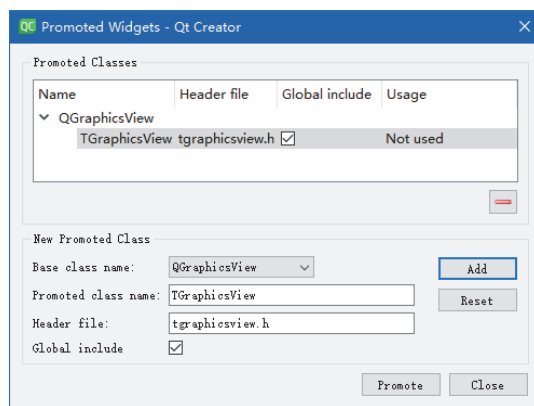 QC Promoted Widgets - Qt Creator
Promoted Classes
Name Header file Global include Usage
QGraphicsView
TGraphicsView tgraphicsview.h Not used
New Promoted Class
Base class name: QGraphicsView Add
Promoted class name: TGraphicsView Reset
Header file: tgraphicsview.h
Global include
Promote Close